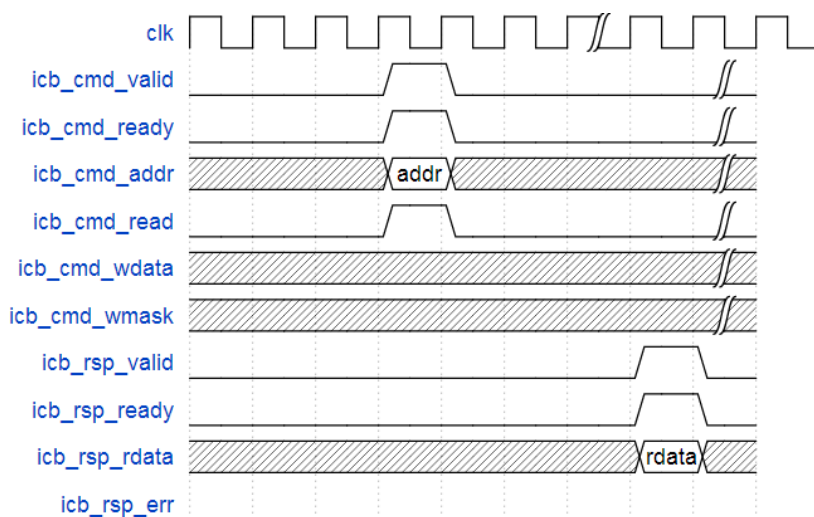 clk
icb_cmd_valid
icb_cmd_ready
icb_cmd_addr addr
icb_cmd_read
icb_cmd_wdata
icb_cmd_wmask
icb_rsp_valid
icb_rsp_ready
icb_rsp_rdata rdata
icb_rsp_err